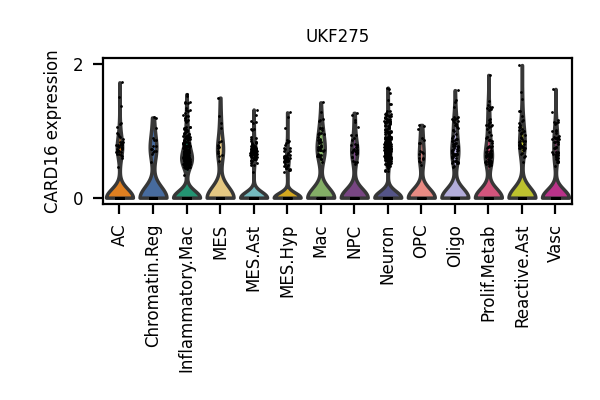 UKF275
CARD16 expression
2
0
AC
Chromatin.Reg
Inflammatory.Mac
MES
MES.Ast
MES.Hyp
Mac
NPC
Neuron
OPC
Oligo
Prolif.Metab
Reactive.Ast
Vasc